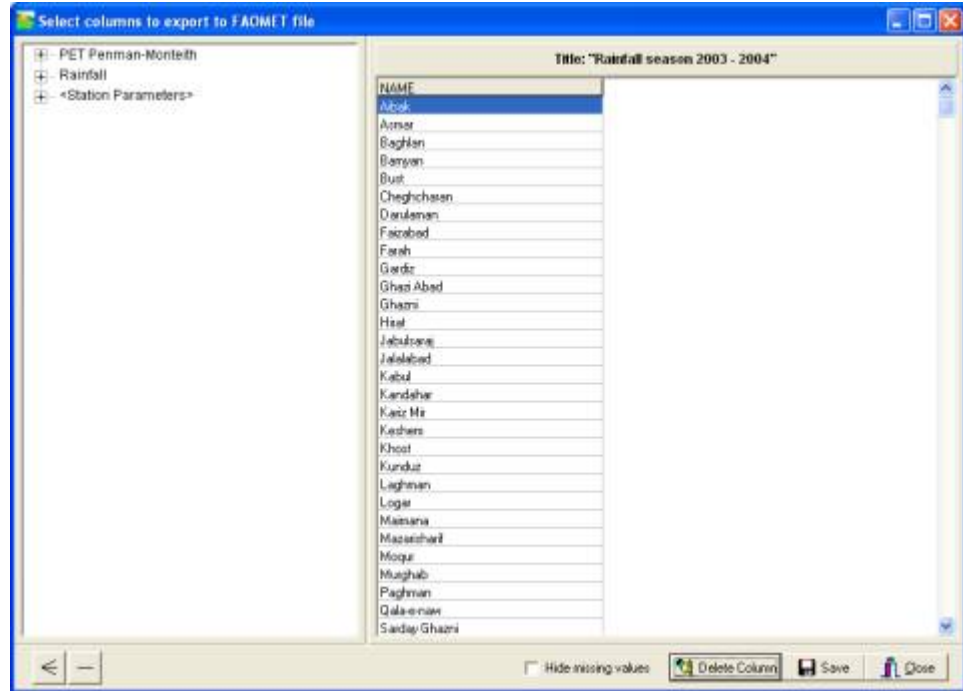 Select columns to export to FAOMET file
PET Penman-Monteith
Rainfall
<Station Parameters>
Title: "Rainfall season 2003 - 2004"
NAME
Aibak
Asmar
Baghlan
Bamyan
Bust
Cheghcharan
Darulaman
Faizabad
Farah
Gardiz
Ghazi Abad
Ghazni
Hirat
Jabulsaraj
Jalalabad
Kabul
Kandahar
Kariz Mir
Keshem
Khost
Kunduz
Laghman
Logar
Maimana
Mazarisharif
Moqur
Murghab
Paghman
Qala-e-naw
Sarday Ghazni
< –
Hide missing values Delete Column Save Close